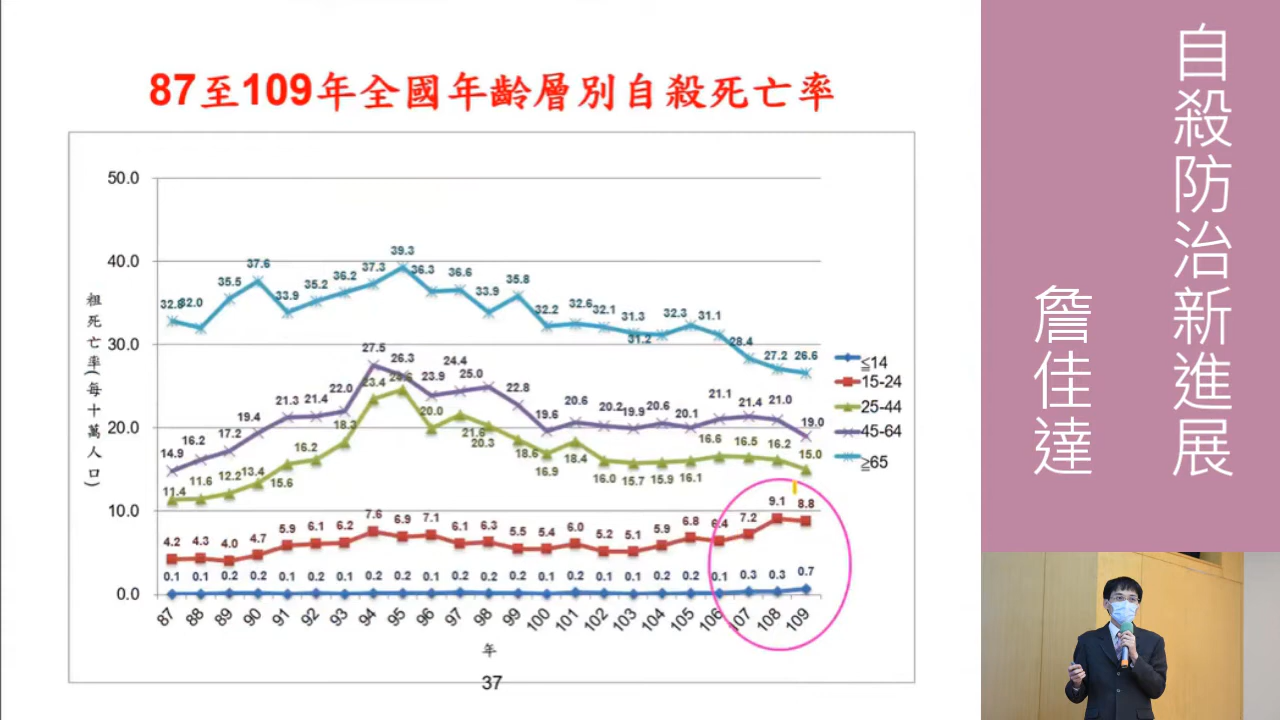 87至109年全國年齡層別自殺死亡率
粗死亡率(每十萬人口)
50.0
40.0
30.0
20.0
10.0
0.0
32.8 32.0 35.5 37.6 33.9 35.2 36.2 37.3 39.3 36.3 36.6 33.9 35.8 32.2 32.6 32.1 31.3 31.2 32.3 31.1 28.4 27.2 26.6
14.9 16.2 17.2 19.4 21.3 21.4 22.0 27.5 26.3 23.9 24.4 25.0 22.8 19.6 20.6 20.2 19.9 20.6 20.1 21.1 21.4 21.0 19.0
11.4 11.6 12.2 13.4 15.6 16.2 18.3 23.4 20.0 21.6 20.3 18.6 16.9 18.4 16.0 15.7 15.9 16.1 16.6 16.5 16.2 15.0
4.2 4.3 4.0 4.7 5.9 6.1 6.2 7.6 6.9 7.1 6.1 6.3 5.5 5.4 6.0 5.2 5.1 5.9 6.8 6.4 7.2 9.1 8.8
0.1 0.1 0.2 0.2 0.1 0.2 0.1 0.2 0.2 0.1 0.2 0.2 0.2 0.1 0.2 0.1 0.1 0.2 0.2 0.1 0.3 0.3 0.7
87 88 89 90 91 92 93 94 95 96 97 98 99 100 101 102 103 104 105 106 107 108 109
年
37
≦14
15-24
25-44
45-64
≧65
自殺防治新進展
詹佳達